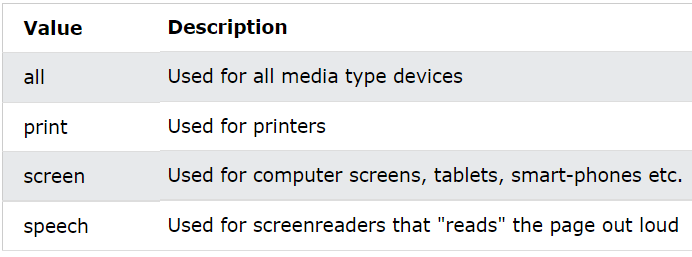 Value Description
all Used for all media type devices
print Used for printers
screen Used for computer screens, tablets, smart-phones etc.
speech Used for screenreaders that "reads" the page out loud